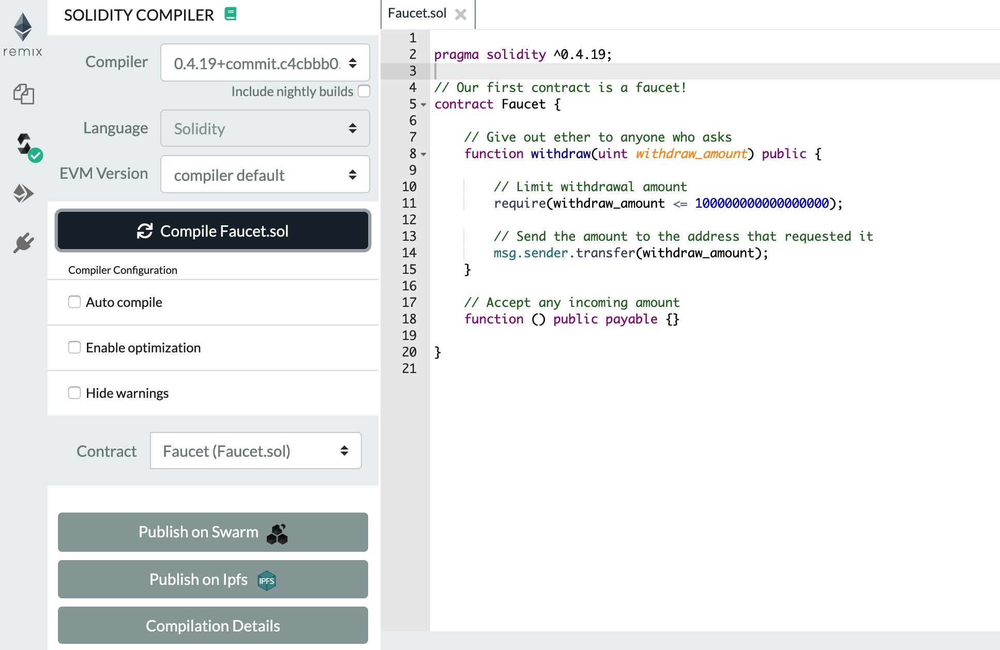 remix
SOLIDITY COMPILER
Compiler
0.4.19+commit.c4cbbb0
Include nightly builds
Language
Solidity
EVM Version
compiler default
Compile Faucet.sol
Compiler Configuration
Auto compile
Enable optimization
Hide warnings
Contract
Faucet (Faucet.sol)
Publish on Swarm
Publish on Ipfs
IPFS
Compilation Details
Faucet.sol
1
2 pragma solidity ^0.4.19;
3
4 // Our first contract is a faucet!
5 contract Faucet {
6
7     // Give out ether to anyone who asks
8     function withdraw(uint withdraw_amount) public {
9
10         // Limit withdrawal amount
11         require(withdraw_amount <= 100000000000000000);
12
13         // Send the amount to the address that requested it
14         msg.sender.transfer(withdraw_amount);
15     }
16
17     // Accept any incoming amount
18     function () public payable {}
19
20 }
21